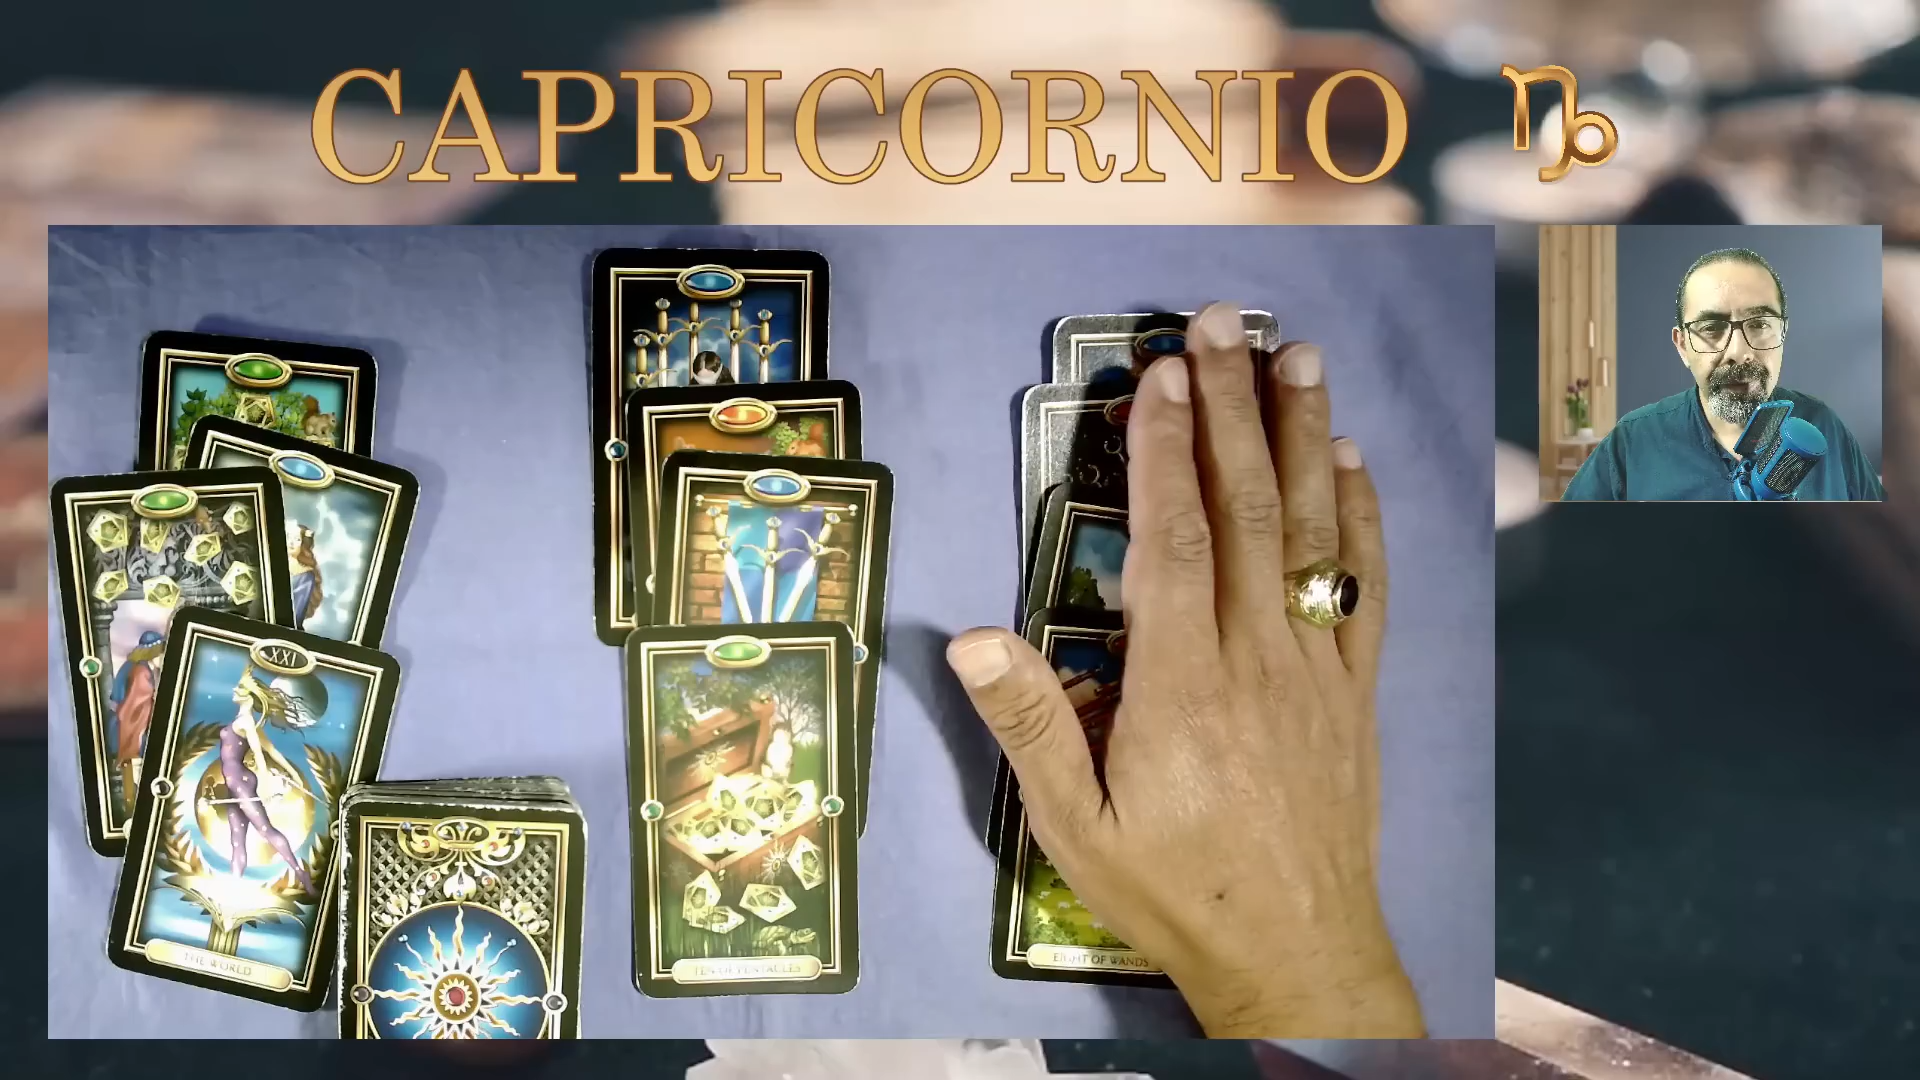 CAPRICORNIO
XXI
THE WORLD
TEN OF PENTACLES
EIGHT OF WANDS